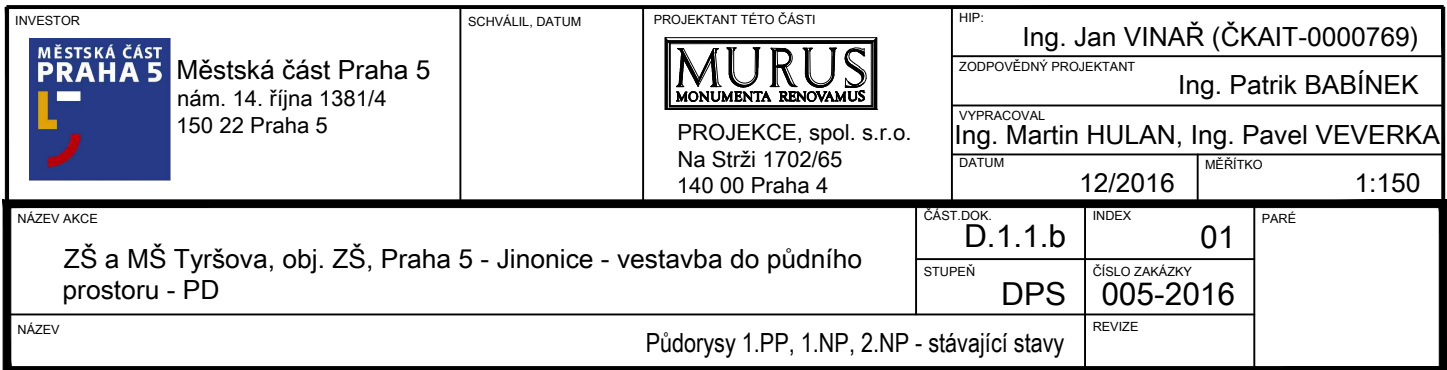 INVESTOR
MĚSTSKÁ ČÁST
PRAHA 5
Městská část Praha 5
nám. 14. října 1381/4
150 22 Praha 5
SCHVÁLIL, DATUM
PROJEKTANT TÉTO ČÁSTI
MURUS
MONUMENTA RENOVAMUS
PROJEKCE, spol. s.r.o.
Na Strži 1702/65
140 00 Praha 4
HIP:
Ing. Jan VINAŘ (ČKAIT-0000769)
ZODPOVĚDNÝ PROJEKTANT
Ing. Patrik BABÍNEK
VYPRACOVAL
Ing. Martin HULAN, Ing. Pavel VEVERKA
DATUM
12/2016
MĚŘÍTKO
1:150
NÁZEV AKCE
ZŠ a MŠ Tyršova, obj. ZŠ, Praha 5 - Jinonice - vestavba do půdního
prostoru - PD
ČÁST.DOK.
D.1.1.b
INDEX
01
PARÉ
STUPEŇ
DPS
ČÍSLO ZAKÁZKY
005-2016
NÁZEV
Půdorysy 1.PP, 1.NP, 2.NP - stávající stavy
REVIZE